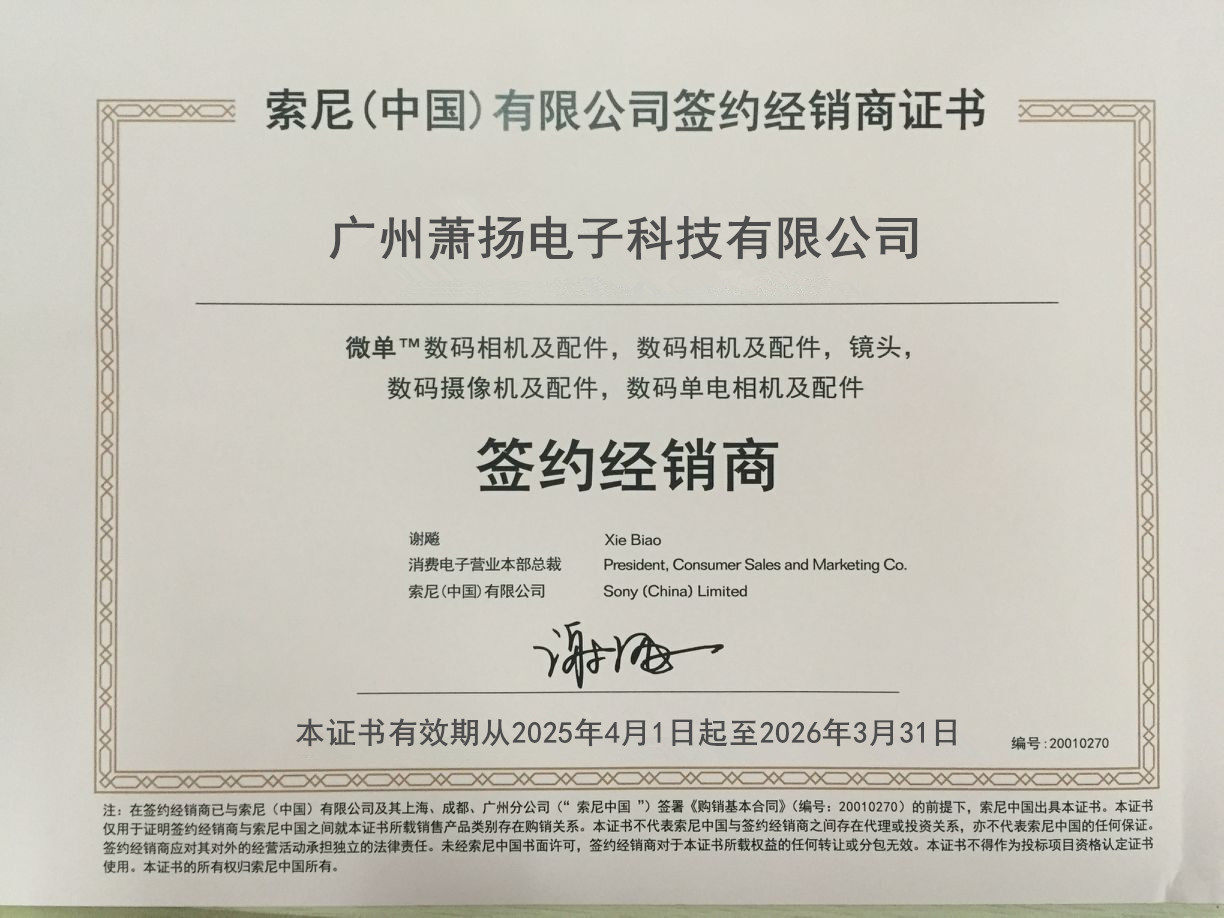 索尼(中国)有限公司签约经销商证书
广州萧扬电子科技有限公司
微单™数码相机及配件，数码相机及配件，镜头，
数码摄像机及配件，数码单电相机及配件
签约经销商
谢飚 Xie Biao
消费电子营业本部总裁 President, Consumer Sales and Marketing Co.
索尼(中国)有限公司 Sony (China) Limited
谢飚
本证书有效期从2025年4月1日起至2026年3月31日
编号:20010270
注：在签约经销商已与索尼（中国）有限公司及其上海、成都、广州分公司（“索尼中国”）签署《购销基本合同》（编号：20010270）的前提下，索尼中国出具本证书。本证书
仅用于证明签约经销商与索尼中国之间就本证书所载销售产品类别存在购销关系。本证书不代表索尼中国与签约经销商之间存在代理或投资关系，亦不代表索尼中国的任何保证。
签约经销商应对其对外的经营活动承担独立的法律责任。未经索尼中国书面许可，签约经销商对于本证书所载权益的任何转让或分包无效。本证书不得作为投标项目资格认定证书
使用。本证书的所有权归索尼中国所有。